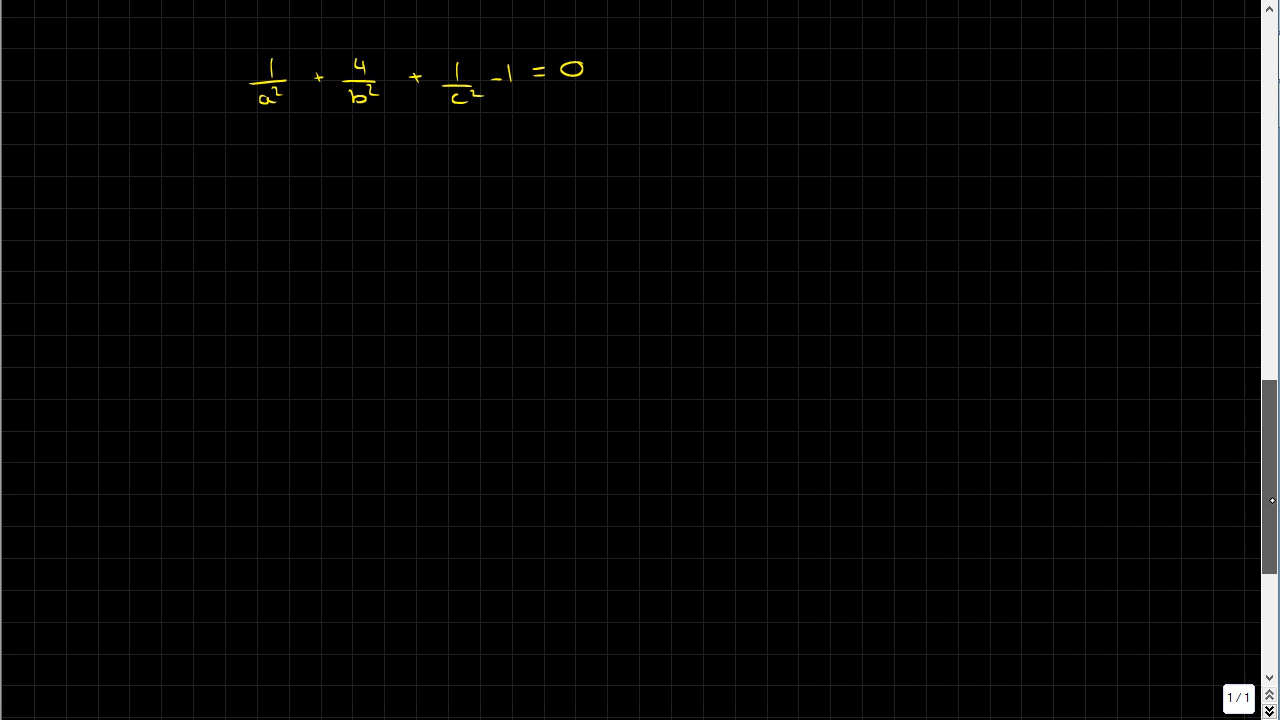 1/a² + 4/b² + 1/c² - 1 = 0
1 / 1